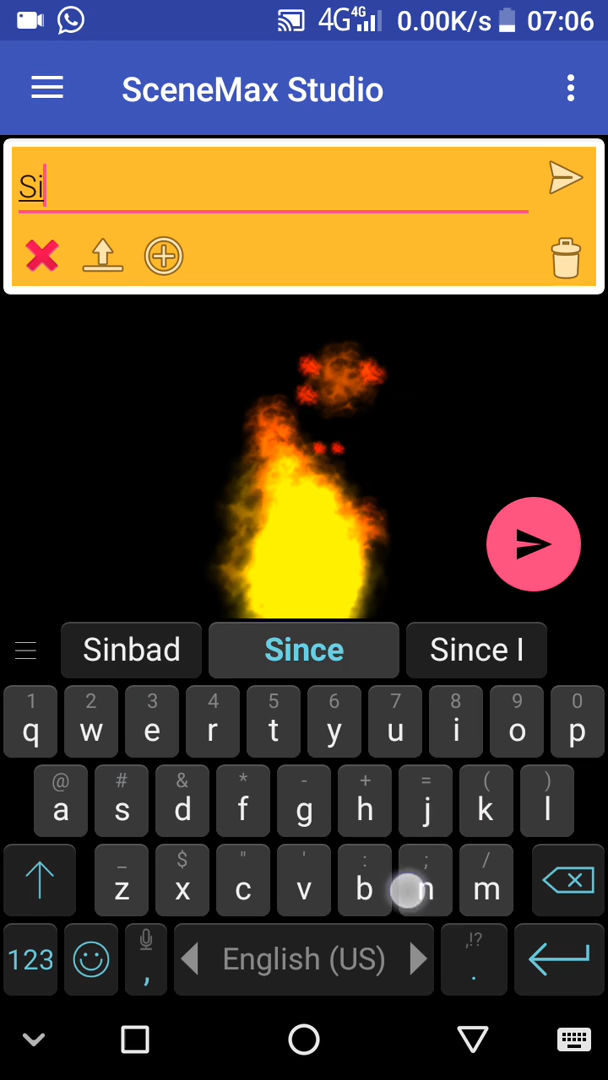 4G 4G 0.00K/s 07:06
SceneMax Studio
Si
Sinbad Since Since I
1 2 3 4 5 6 7 8 9 0
q w e r t y u i o p
@ # & * - + = ( )
a s d f g h j k l
_ $ " ' : ; /
z x c v b n m
,!?
123 , English (US) .